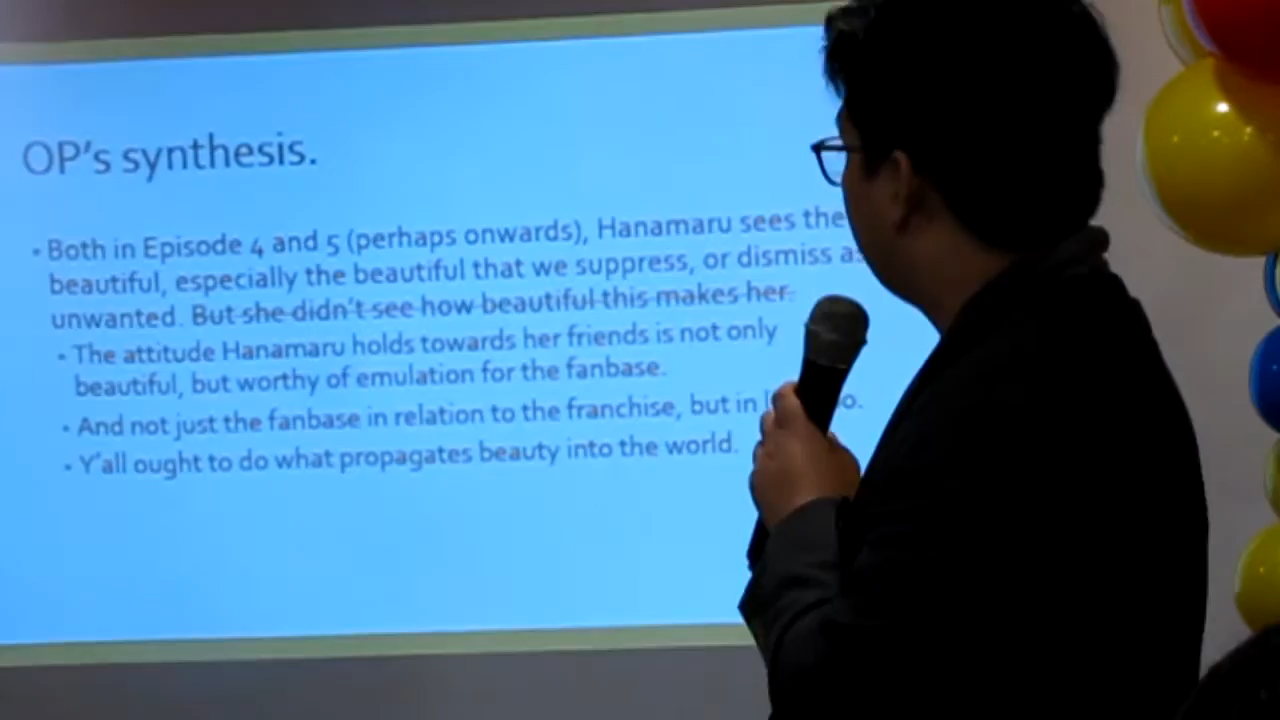 OP's synthesis.
• Both in Episode 4 and 5 (perhaps onwards), Hanamaru sees the
beautiful, especially the beautiful that we suppress, or dismiss as
unwanted. But she didn't see how beautiful this makes her.
• The attitude Hanamaru holds towards her friends is not only
beautiful, but worthy of emulation for the fanbase.
• And not just the fanbase in relation to the franchise, but in
• Y'all ought to do what propagates beauty into the world.